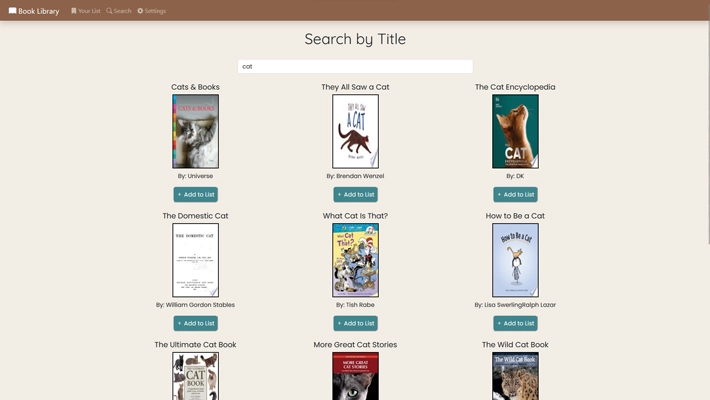 Book Library Your List Search Settings
Search by Title
cat
Cats & Books They All Saw a Cat The Cat Encyclopedia
CATS & BOOKS
THEY ALL SAW
A CAT
CAT
By: Universe By: Brendan Wenzel By: DK
+ Add to List + Add to List + Add to List
The Domestic Cat What Cat Is That? How to Be a Cat
THE DOMESTIC CAT
What Cat Is That?
How to Be a Cat
By: William Gordon Stables By: Tish Rabe By: Lisa SwerlingRalph Lazar
+ Add to List + Add to List + Add to List
The Ultimate Cat Book More Great Cat Stories The Wild Cat Book
CAT
BOOK
MORE GREAT
CAT STORIES
The Wild Cat Book